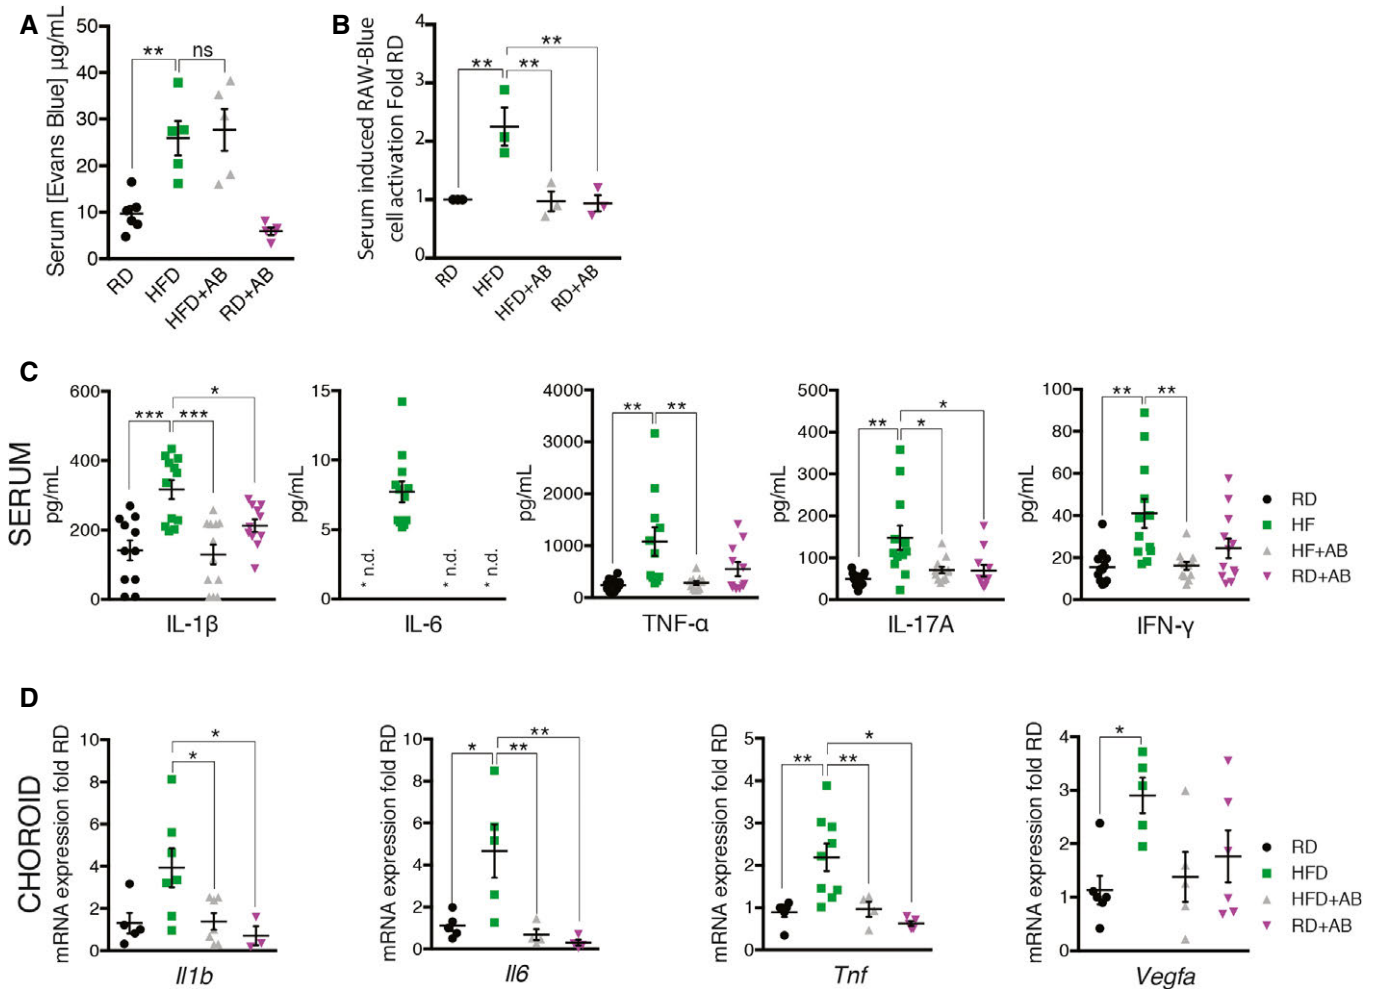 A
Serum [Evans Blue] µg/mL
50
40
30
20
10
0
** ns
RD
HFD
HFD+AB
RD+AB
B
Serum induced RAW-Blue
cell activation Fold RD
4
3
2
1
0
**
** **
RD
HFD
HFD+AB
RD+AB
C
SERUM
pg/mL
600
400
200
0
*
*** ***
IL-1β
pg/mL
15
10
5
0
* n.d.
* n.d.
* n.d.
IL-6
pg/mL
4000
3000
2000
1000
0
** **
TNF-α
pg/mL
500
400
300
200
100
0
*
** *
IL-17A
pg/mL
100
80
60
40
20
0
** **
IFN-γ
RD
HF
HF+AB
RD+AB
D
CHOROID
mRNA expression fold RD
10
8
6
4
2
0
*
*
Il1b
mRNA expression fold RD
10
8
6
4
2
0
**
* **
Il6
mRNA expression fold RD
5
4
3
2
1
0
*
** **
Tnf
mRNA expression fold RD
4
3
2
1
0
*
Vegfa
RD
HFD
HFD+AB
RD+AB